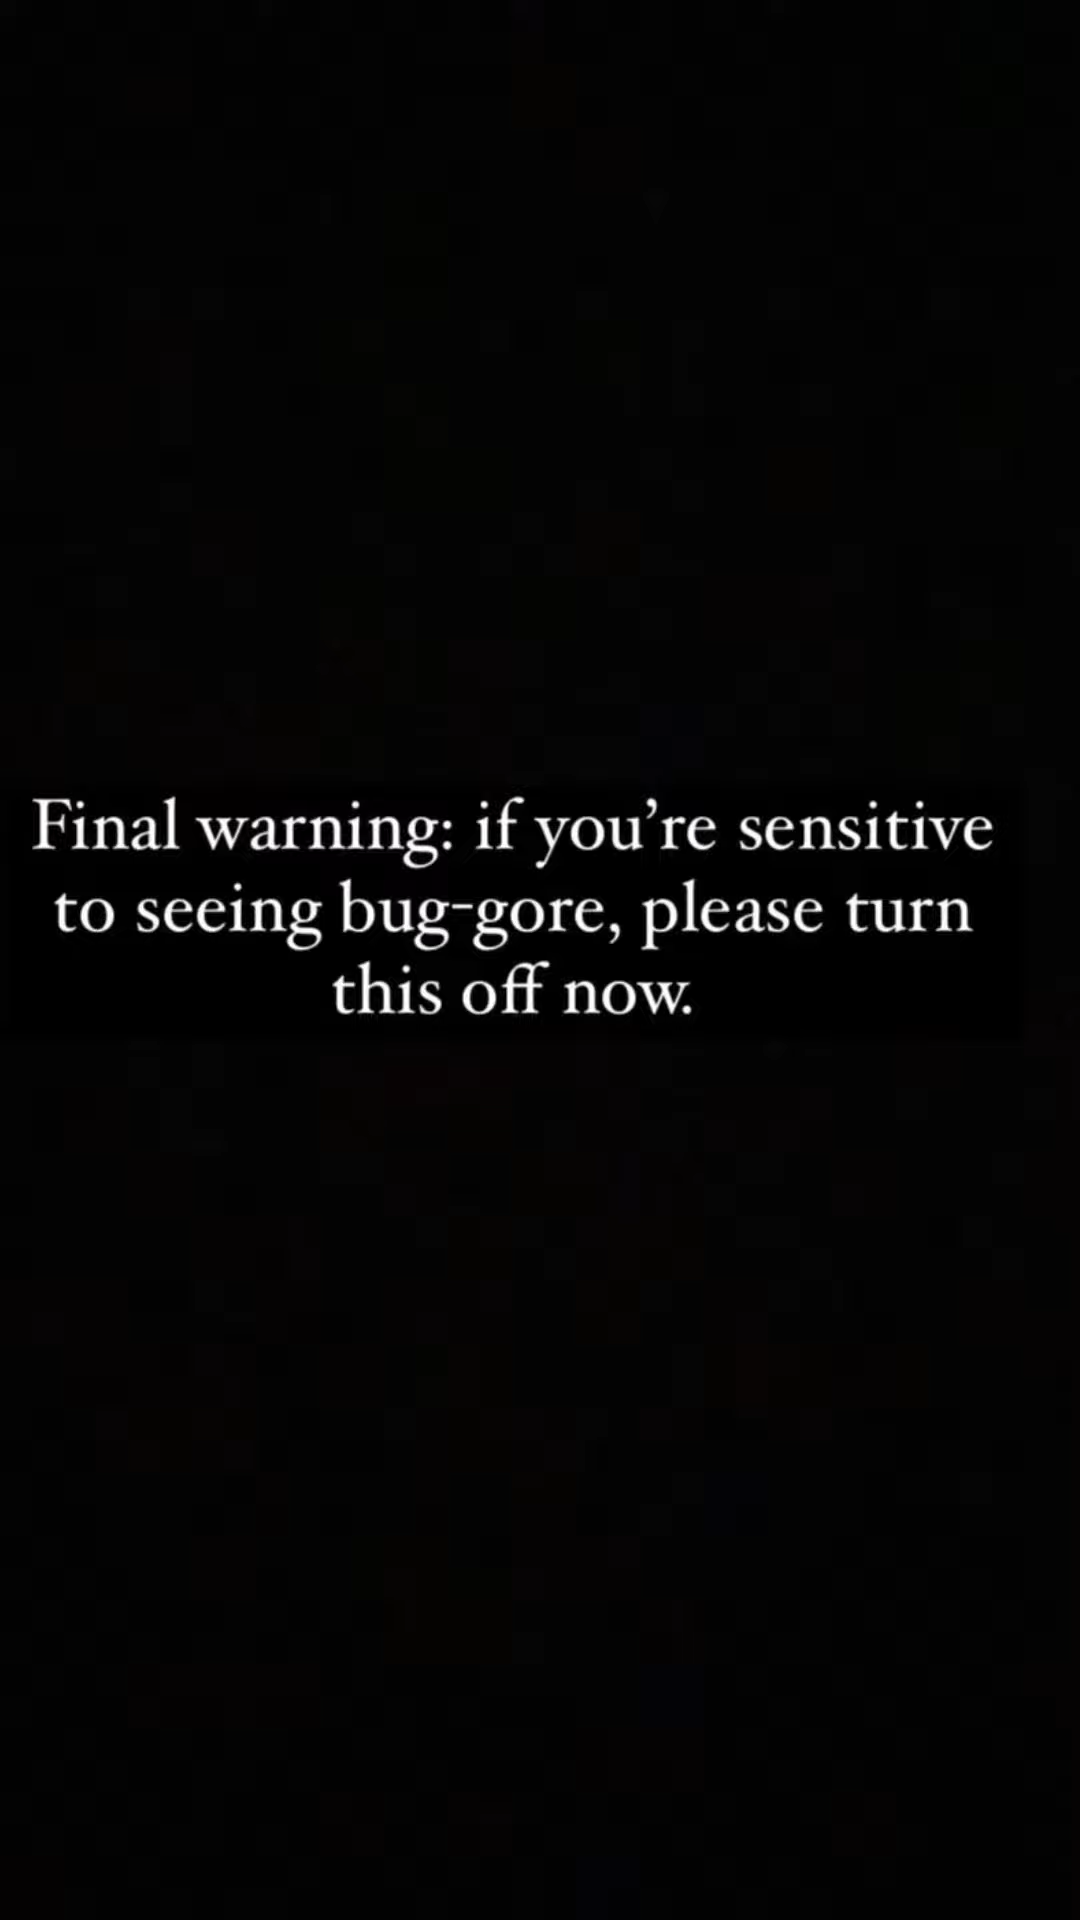 Final warning: if you’re sensitive
to seeing bug-gore, please turn
this off now.